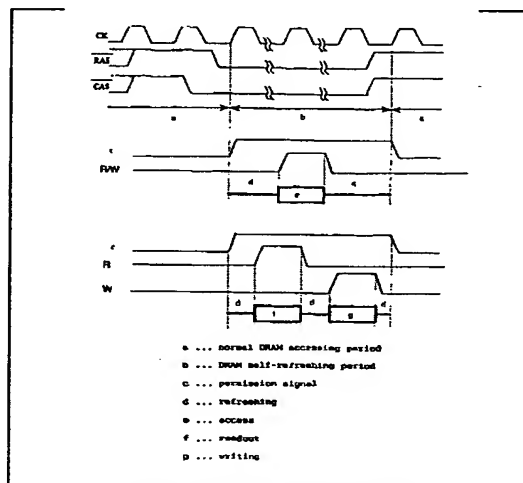 CK
RAS
CAS
a b a
c
R/W
d e d
c
R
W
d f d g d
a ... normal DRAM accessing period
b ... DRAM self-refreshing period
c ... permission signal
d ... refreshing
e ... access
f ... readout
g ... writing